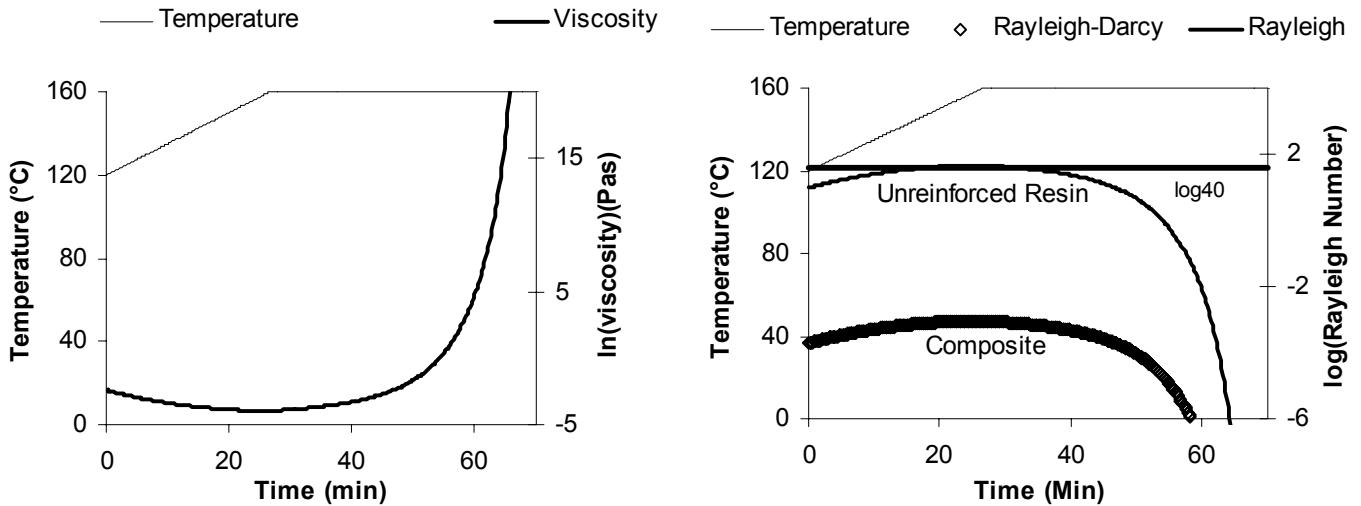 Temperature Viscosity
160
120
80
40
0
Temperature (°C)
0 20 40 60
Time (min)
15
5
-5
ln(viscosity)(Pas)
Temperature Rayleigh-Darcy Rayleigh
160
120
80
40
0
Temperature (°C)
Unreinforced Resin
log40
Composite
0 20 40 60
Time (Min)
2
-2
-6
log(Rayleigh Number)